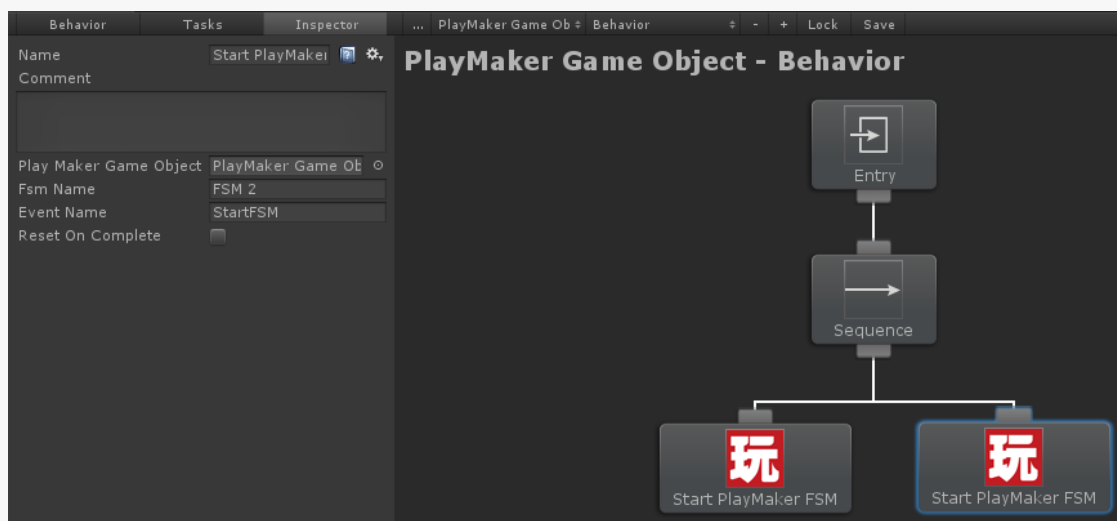 Behavior Tasks Inspector ... PlayMaker Game Ob Behavior - + Lock Save
Name Start PlayMaker
Comment
Play Maker Game Object PlayMaker Game Ob
Fsm Name FSM 2
Event Name StartFSM
Reset On Complete
PlayMaker Game Object - Behavior
Entry
Sequence
玩 玩
Start PlayMaker FSM Start PlayMaker FSM